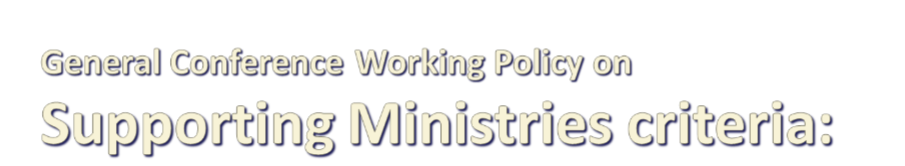 General Conference Working Policy on
Supporting Ministries criteria: